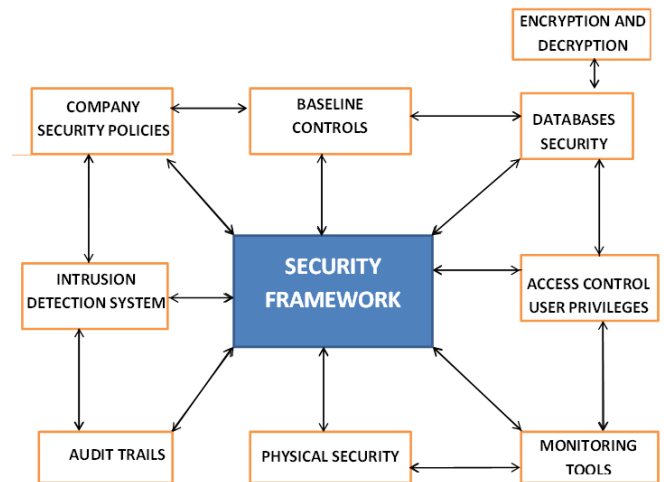 ENCRYPTION AND
DECRYPTION
COMPANY
SECURITY POLICIES
BASELINE
CONTROLS
DATABASES
SECURITY
SECURITY
FRAMEWORK
INTRUSION
DETECTION SYSTEM
ACCESS CONTROL
USER PRIVILEGES
AUDIT TRAILS
PHYSICAL SECURITY
MONITORING
TOOLS